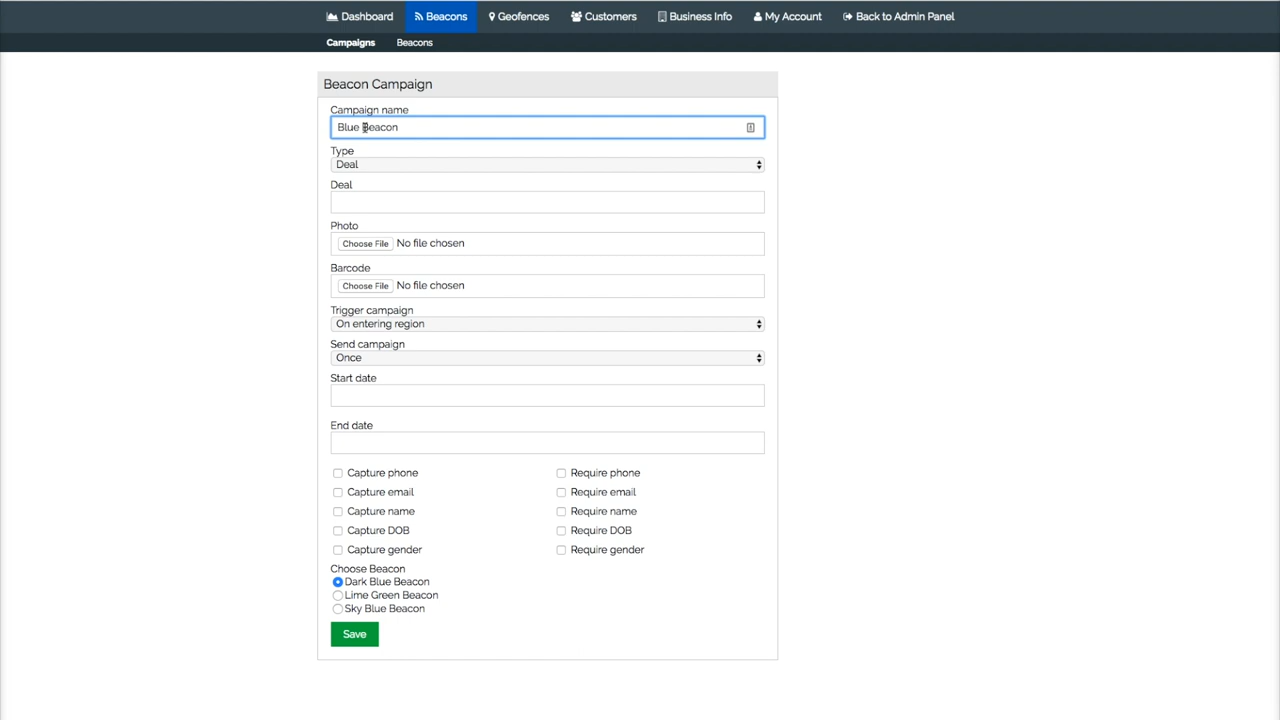 Dashboard Beacons Geofences Customers Business Info My Account Back to Admin Panel
Campaigns Beacons
Beacon Campaign
Campaign name
Blue Beacon
Type
Deal
Deal
Photo
Choose File No file chosen
Barcode
Choose File No file chosen
Trigger campaign
On entering region
Send campaign
Once
Start date
End date
Capture phone Require phone
Capture email Require email
Capture name Require name
Capture DOB Require DOB
Capture gender Require gender
Choose Beacon
Dark Blue Beacon
Lime Green Beacon
Sky Blue Beacon
Save